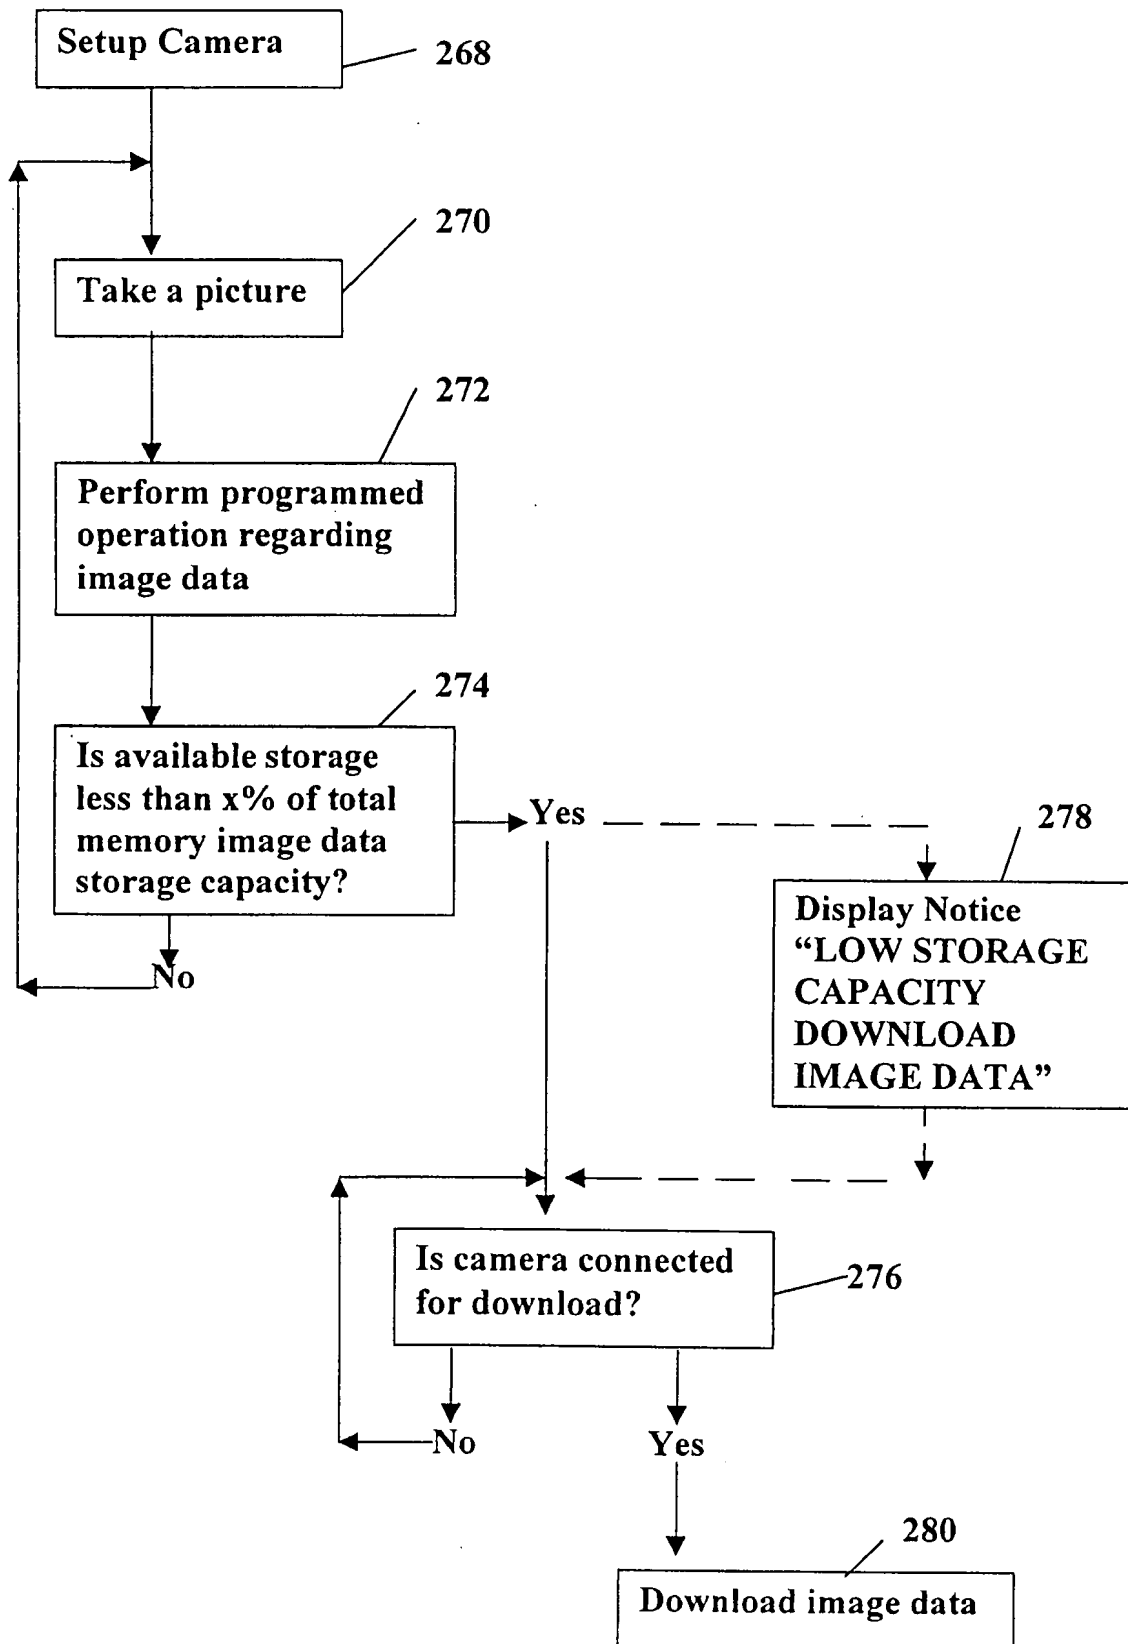 Setup Camera
268
270
Take a picture
272
Perform programmed
operation regarding
image data
274
Is available storage
less than x% of total
memory image data
storage capacity?
Yes
278
Display Notice
“LOW STORAGE
CAPACITY
DOWNLOAD
IMAGE DATA”
No
Is camera connected
for download?
276
No
Yes
280
Download image data